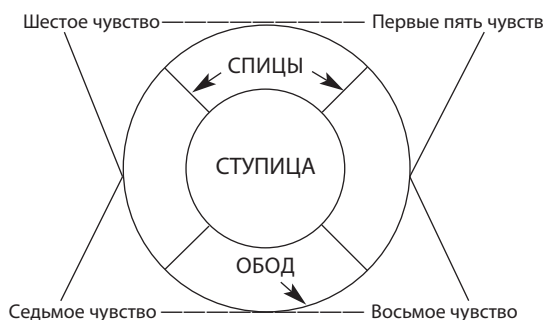 Шестое чувство
Первые пять чувств
СПИЦЫ
СТУПИЦА
ОБОД
Седьмое чувство
Восьмое чувство